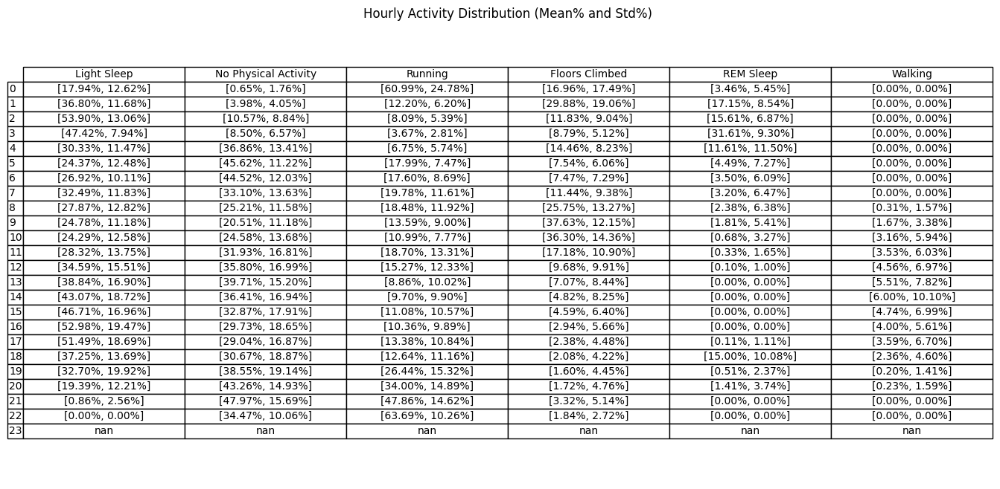 Hourly Activity Distribution (Mean% and Std%)
Light Sleep No Physical Activity Running Floors Climbed REM Sleep Walking
0 [17.94%, 12.62%] [0.65%, 1.76%] [60.99%, 24.78%] [16.96%, 17.49%] [3.46%, 5.45%] [0.00%, 0.00%]
1 [36.80%, 11.68%] [3.98%, 4.05%] [12.20%, 6.20%] [29.88%, 19.06%] [17.15%, 8.54%] [0.00%, 0.00%]
2 [53.90%, 13.06%] [10.57%, 8.84%] [8.09%, 5.39%] [11.83%, 9.04%] [15.61%, 6.87%] [0.00%, 0.00%]
3 [47.42%, 7.94%] [8.50%, 6.57%] [3.67%, 2.81%] [8.79%, 5.12%] [31.61%, 9.30%] [0.00%, 0.00%]
4 [30.33%, 11.47%] [36.86%, 13.41%] [6.75%, 5.74%] [14.46%, 8.23%] [11.61%, 11.50%] [0.00%, 0.00%]
5 [24.37%, 12.48%] [45.62%, 11.22%] [17.99%, 7.47%] [7.54%, 6.06%] [4.49%, 7.27%] [0.00%, 0.00%]
6 [26.92%, 10.11%] [44.52%, 12.03%] [17.60%, 8.69%] [7.47%, 7.29%] [3.50%, 6.09%] [0.00%, 0.00%]
7 [32.49%, 11.83%] [33.10%, 13.63%] [19.78%, 11.61%] [11.44%, 9.38%] [3.20%, 6.47%] [0.00%, 0.00%]
8 [27.87%, 12.82%] [25.21%, 11.58%] [18.48%, 11.92%] [25.75%, 13.27%] [2.38%, 6.38%] [0.31%, 1.57%]
9 [24.78%, 11.18%] [20.51%, 11.18%] [13.59%, 9.00%] [37.63%, 12.15%] [1.81%, 5.41%] [1.67%, 3.38%]
10 [24.29%, 12.58%] [24.58%, 13.68%] [10.99%, 7.77%] [36.30%, 14.36%] [0.68%, 3.27%] [3.16%, 5.94%]
11 [28.32%, 13.75%] [31.93%, 16.81%] [18.70%, 13.31%] [17.18%, 10.90%] [0.33%, 1.65%] [3.53%, 6.03%]
12 [34.59%, 15.51%] [35.80%, 16.99%] [15.27%, 12.33%] [9.68%, 9.91%] [0.10%, 1.00%] [4.56%, 6.97%]
13 [38.84%, 16.90%] [39.71%, 15.20%] [8.86%, 10.02%] [7.07%, 8.44%] [0.00%, 0.00%] [5.51%, 7.82%]
14 [43.07%, 18.72%] [36.41%, 16.94%] [9.70%, 9.90%] [4.82%, 8.25%] [0.00%, 0.00%] [6.00%, 10.10%]
15 [46.71%, 16.96%] [32.87%, 17.91%] [11.08%, 10.57%] [4.59%, 6.40%] [0.00%, 0.00%] [4.74%, 6.99%]
16 [52.98%, 19.47%] [29.73%, 18.65%] [10.36%, 9.89%] [2.94%, 5.66%] [0.00%, 0.00%] [4.00%, 5.61%]
17 [51.49%, 18.69%] [29.04%, 16.87%] [13.38%, 10.84%] [2.38%, 4.48%] [0.11%, 1.11%] [3.59%, 6.70%]
18 [37.25%, 13.69%] [30.67%, 18.87%] [12.64%, 11.16%] [2.08%, 4.22%] [15.00%, 10.08%] [2.36%, 4.60%]
19 [32.70%, 19.92%] [38.55%, 19.14%] [26.44%, 15.32%] [1.60%, 4.45%] [0.51%, 2.37%] [0.20%, 1.41%]
20 [19.39%, 12.21%] [43.26%, 14.93%] [34.00%, 14.89%] [1.72%, 4.76%] [1.41%, 3.74%] [0.23%, 1.59%]
21 [0.86%, 2.56%] [47.97%, 15.69%] [47.86%, 14.62%] [3.32%, 5.14%] [0.00%, 0.00%] [0.00%, 0.00%]
22 [0.00%, 0.00%] [34.47%, 10.06%] [63.69%, 10.26%] [1.84%, 2.72%] [0.00%, 0.00%] [0.00%, 0.00%]
23 nan nan nan nan nan nan